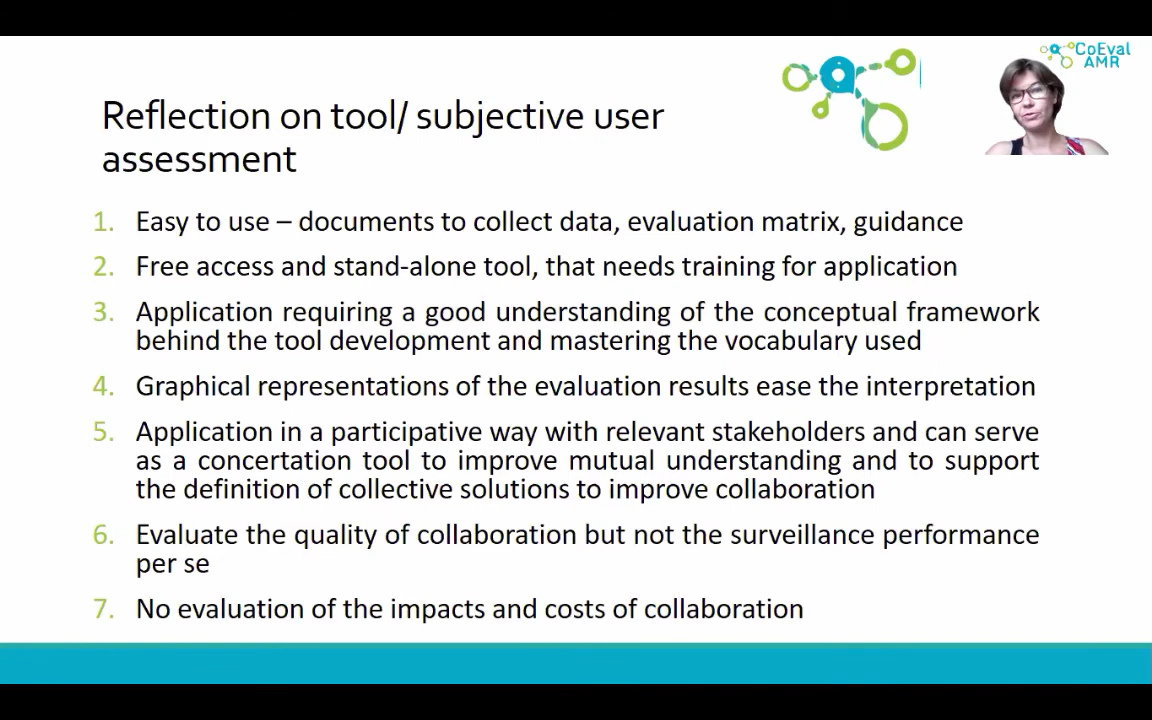 CoEval
AMR
Reflection on tool/ subjective user
assessment
1. Easy to use – documents to collect data, evaluation matrix, guidance
2. Free access and stand-alone tool, that needs training for application
3. Application requiring a good understanding of the conceptual framework
behind the tool development and mastering the vocabulary used
4. Graphical representations of the evaluation results ease the interpretation
5. Application in a participative way with relevant stakeholders and can serve
as a concertation tool to improve mutual understanding and to support
the definition of collective solutions to improve collaboration
6. Evaluate the quality of collaboration but not the surveillance performance
per se
7. No evaluation of the impacts and costs of collaboration